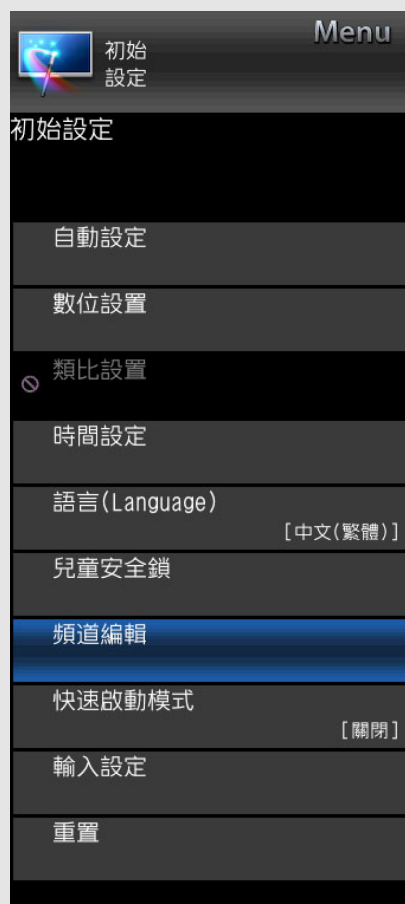 Menu
初始
設定
初始設定
自動設定
數位設置
類比設置
時間設定
語言(Language)
[中文(繁體)]
兒童安全鎖
頻道編輯
快速啟動模式
[關閉]
輸入設定
重置